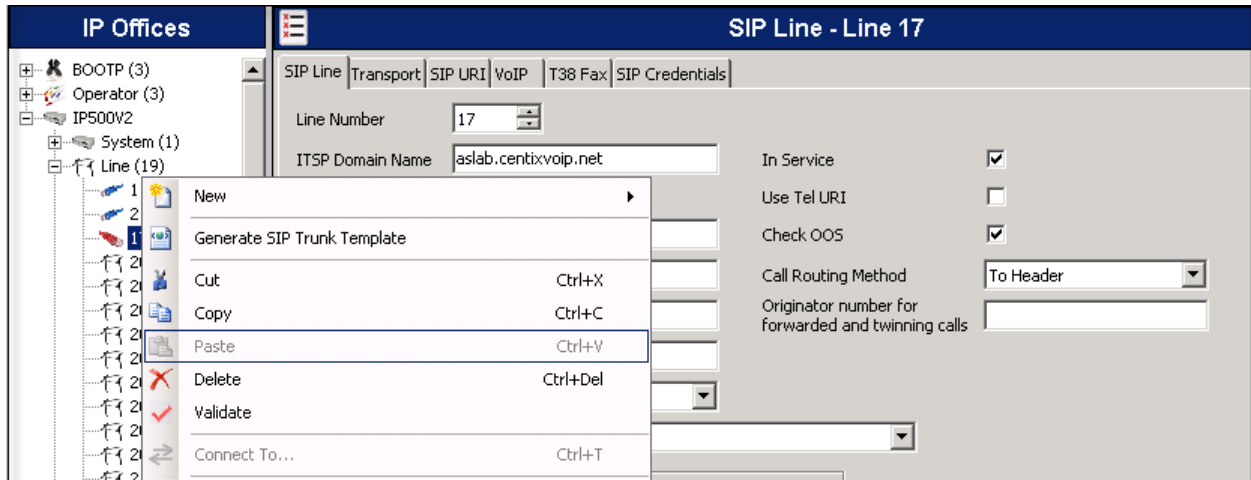 IP Offices
BOOTP (3)
Operator (3)
IP500V2
System (1)
Line (19)
1
2
17
SIP Line - Line 17
SIP Line Transport SIP URI VoIP T38 Fax SIP Credentials
Line Number 17
ITSP Domain Name aslab.centixvoip.net
In Service
Use Tel URI
Check OOS
Call Routing Method To Header
Originator number for
forwarded and twinning calls
New
Generate SIP Trunk Template
Cut Ctrl+X
Copy Ctrl+C
Paste Ctrl+V
Delete Ctrl+Del
Validate
Connect To... Ctrl+T